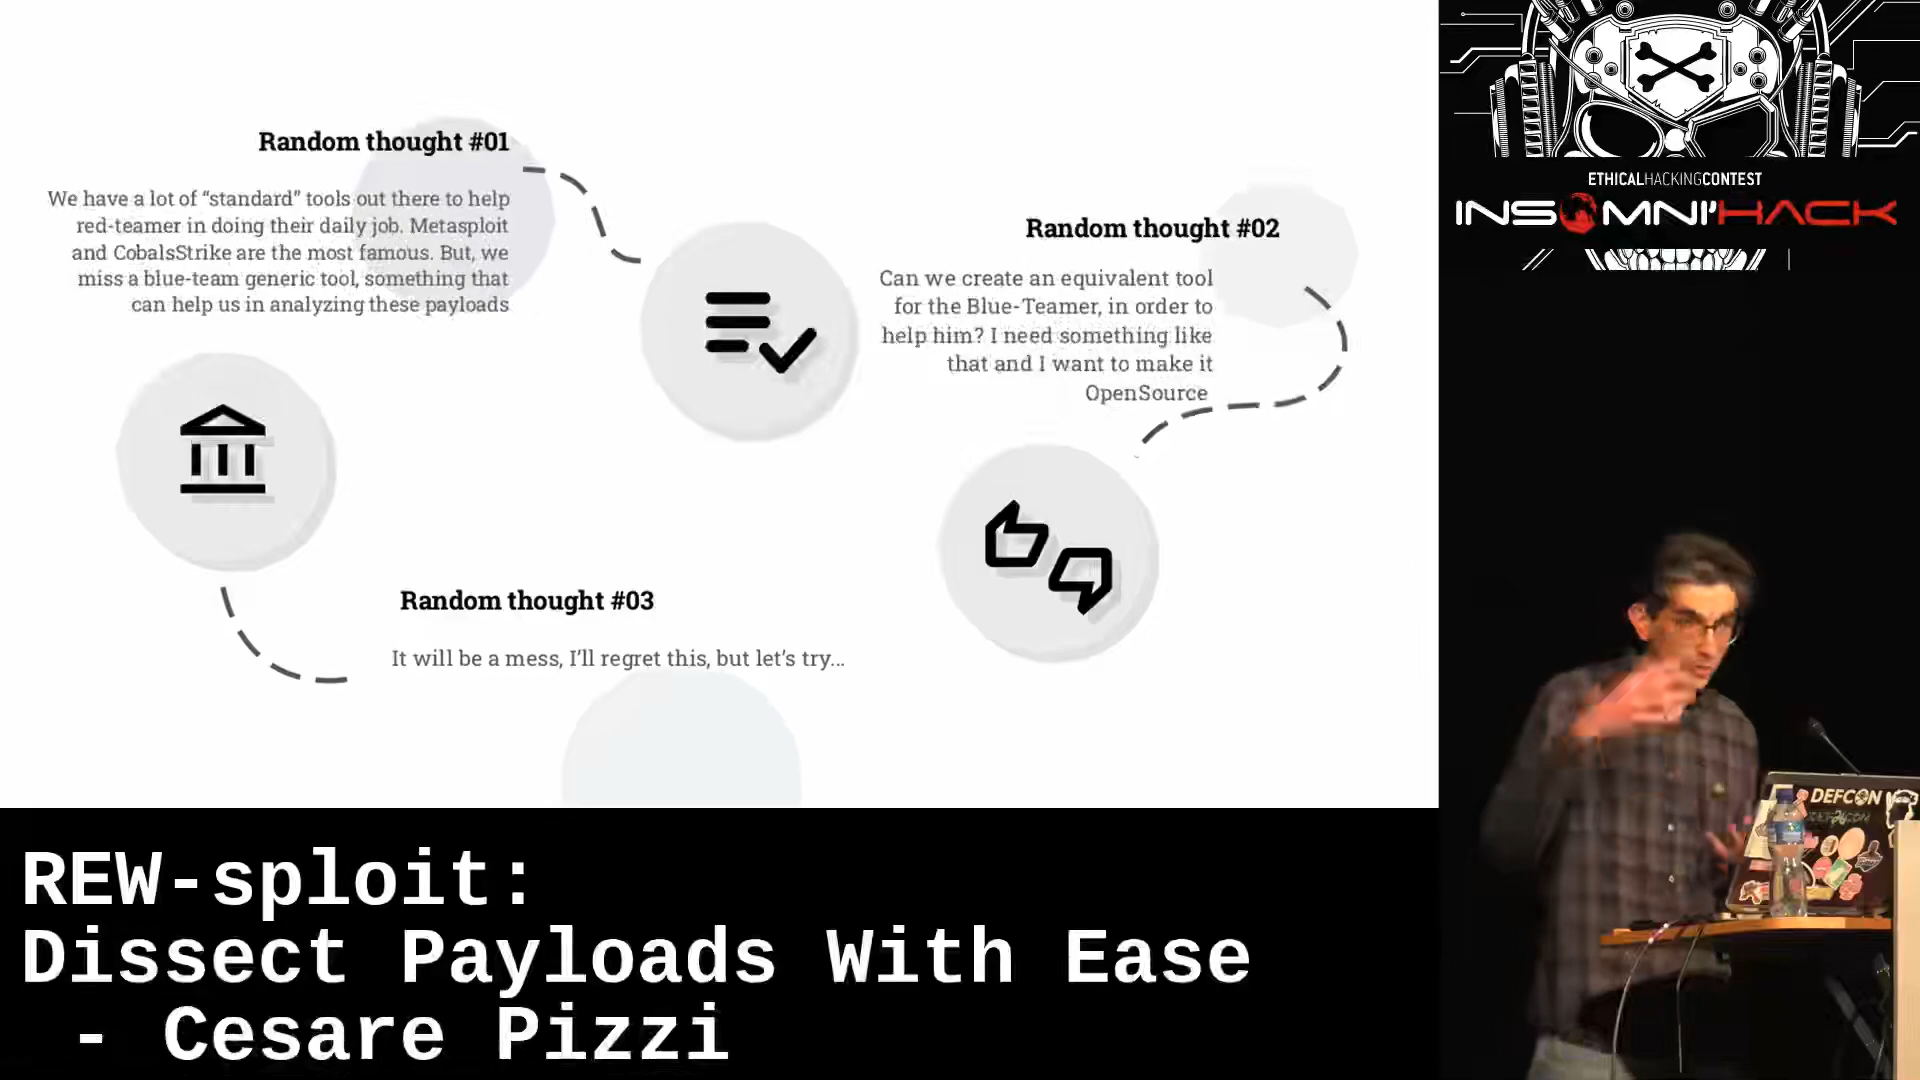 Random thought #01
We have a lot of “standard” tools out there to help
red-teamer in doing their daily job. Metasploit
and CobalsStrike are the most famous. But, we
miss a blue-team generic tool, something that
can help us in analyzing these payloads
Random thought #02
Can we create an equivalent tool
for the Blue-Teamer, in order to
help him? I need something like
that and I want to make it
OpenSource
Random thought #03
It will be a mess, I’ll regret this, but let’s try...
ETHICALHACKINGCONTEST
INSOMNI'HACK
DEFCON
REW-sploit:
Dissect Payloads With Ease
- Cesare Pizzi